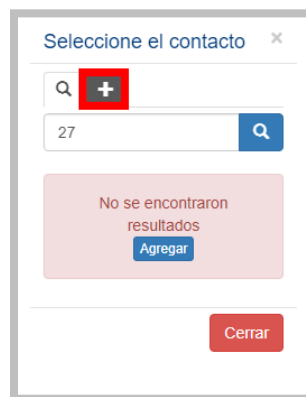 Seleccione el contacto ×
+
27
No se encontraron
resultados
Agregar
Cerrar